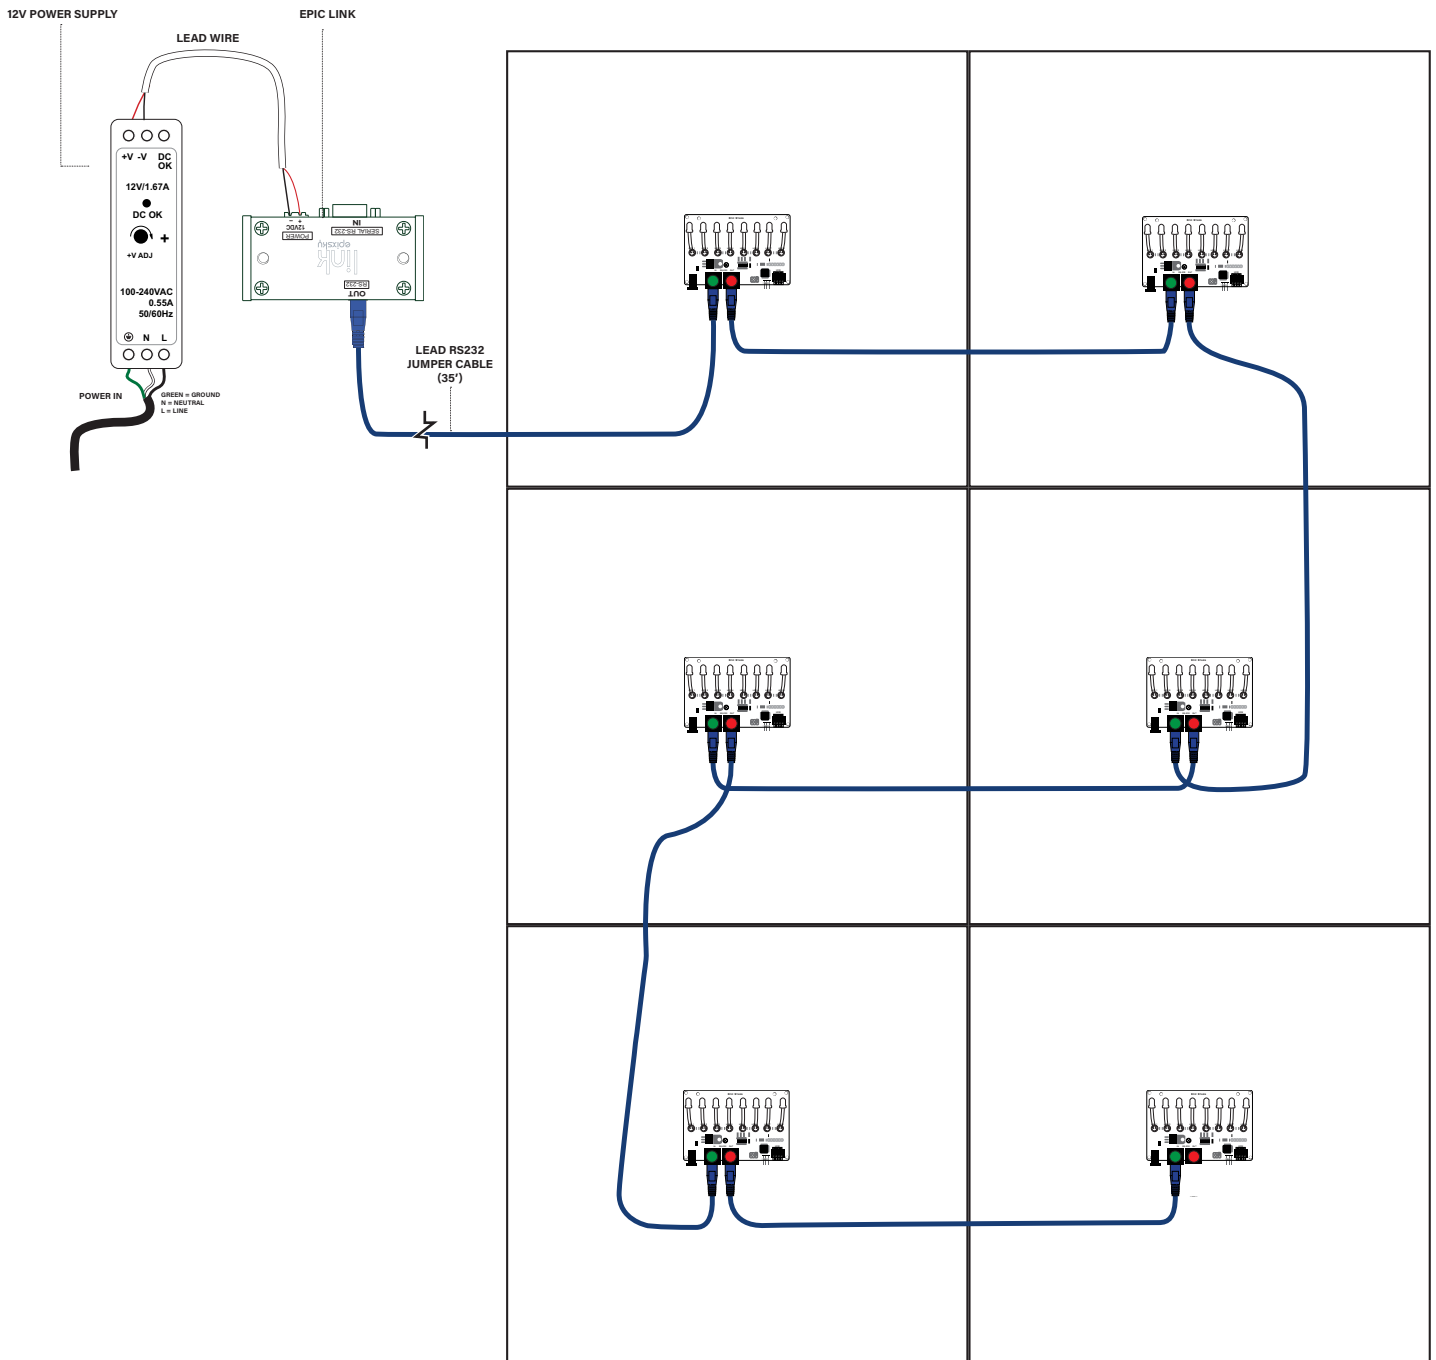 12V POWER SUPPLY
EPIC LINK
LEAD WIRE
+V -V DC
OK
12V/1.67A
DC OK
+
+V ADJ
100-240VAC
0.55A
50/60Hz
N L
POWER IN
GREEN = GROUND
N = NEUTRAL
L = LINE
- +
12VDC
POWER
IN
SERIAL RS-232
link
epixsky
RS-232
OUT
LEAD RS232
JUMPER CABLE
(35')